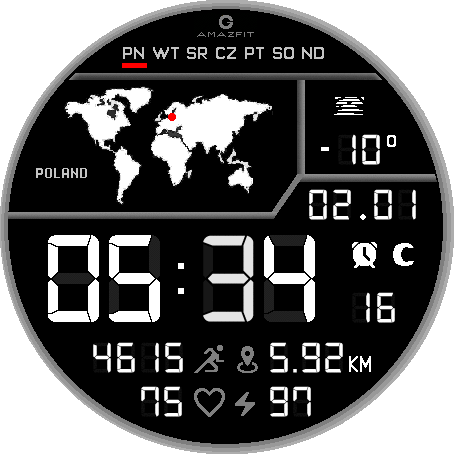 AMAZFIT
PN WT SR CZ PT SO ND
-10°
POLAND
02.01
05:34
16
4615 5.92KM
75 97